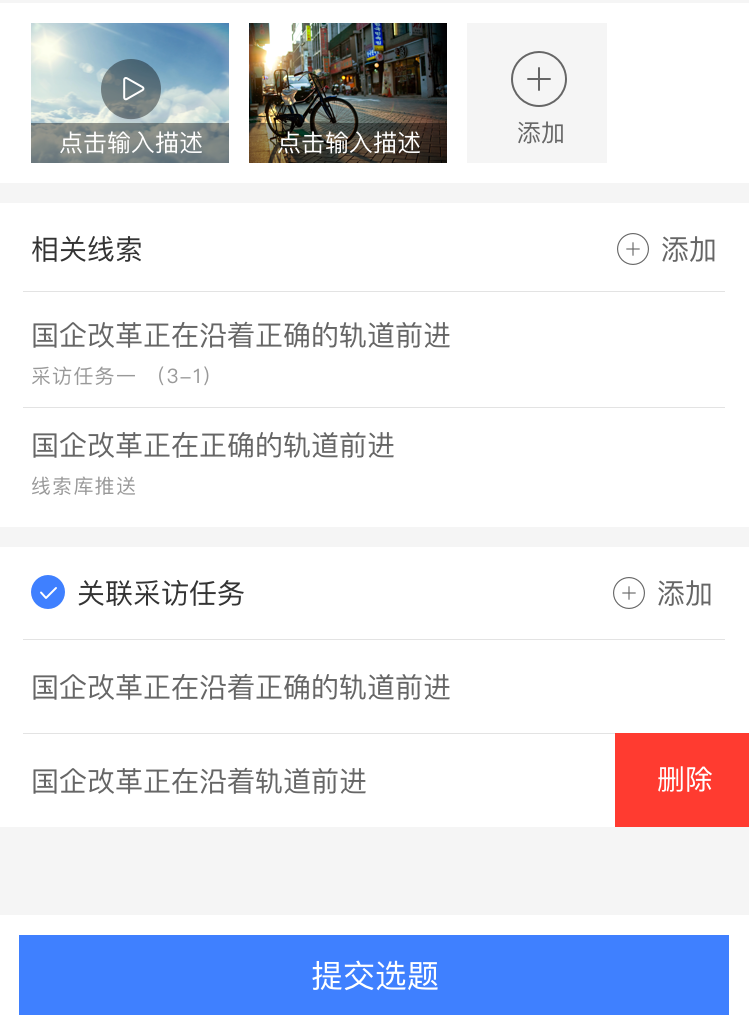 点击输入描述
点击输入描述
添加
相关线索
添加
国企改革正在沿着正确的轨道前进
采访任务一 （3-1）
国企改革正在正确的轨道前进
线索库推送
关联采访任务
添加
国企改革正在沿着正确的轨道前进
国企改革正在沿着轨道前进
删除
提交选题